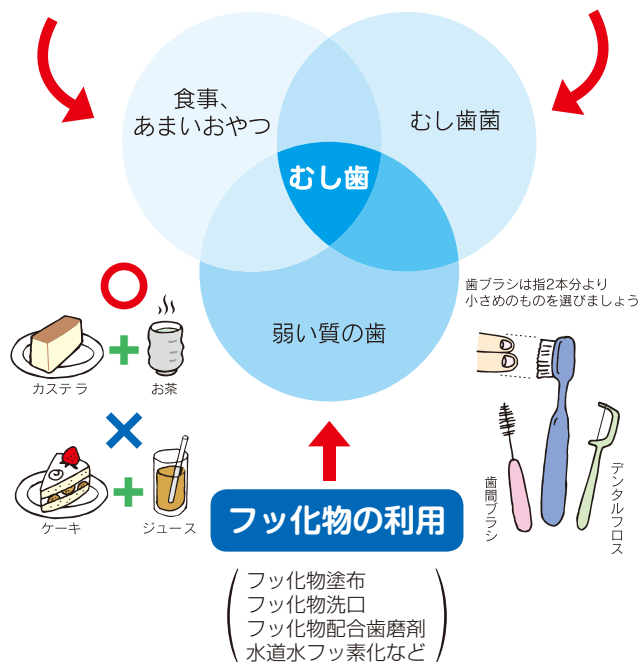 食事、
あまいおやつ
むし歯菌
むし歯
弱い質の歯
歯ブラシは指2本分より
小さめのものを選びましょう
カステラ
お茶
ケーキ
ジュース
歯間ブラシ
デンタルフロス
フッ化物の利用
フッ化物塗布
フッ化物洗口
フッ化物配合歯磨剤
水道水フッ素化など